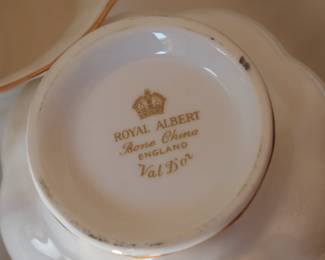 ROYAL ALBERT
Bone China
ENGLAND
Val D'or